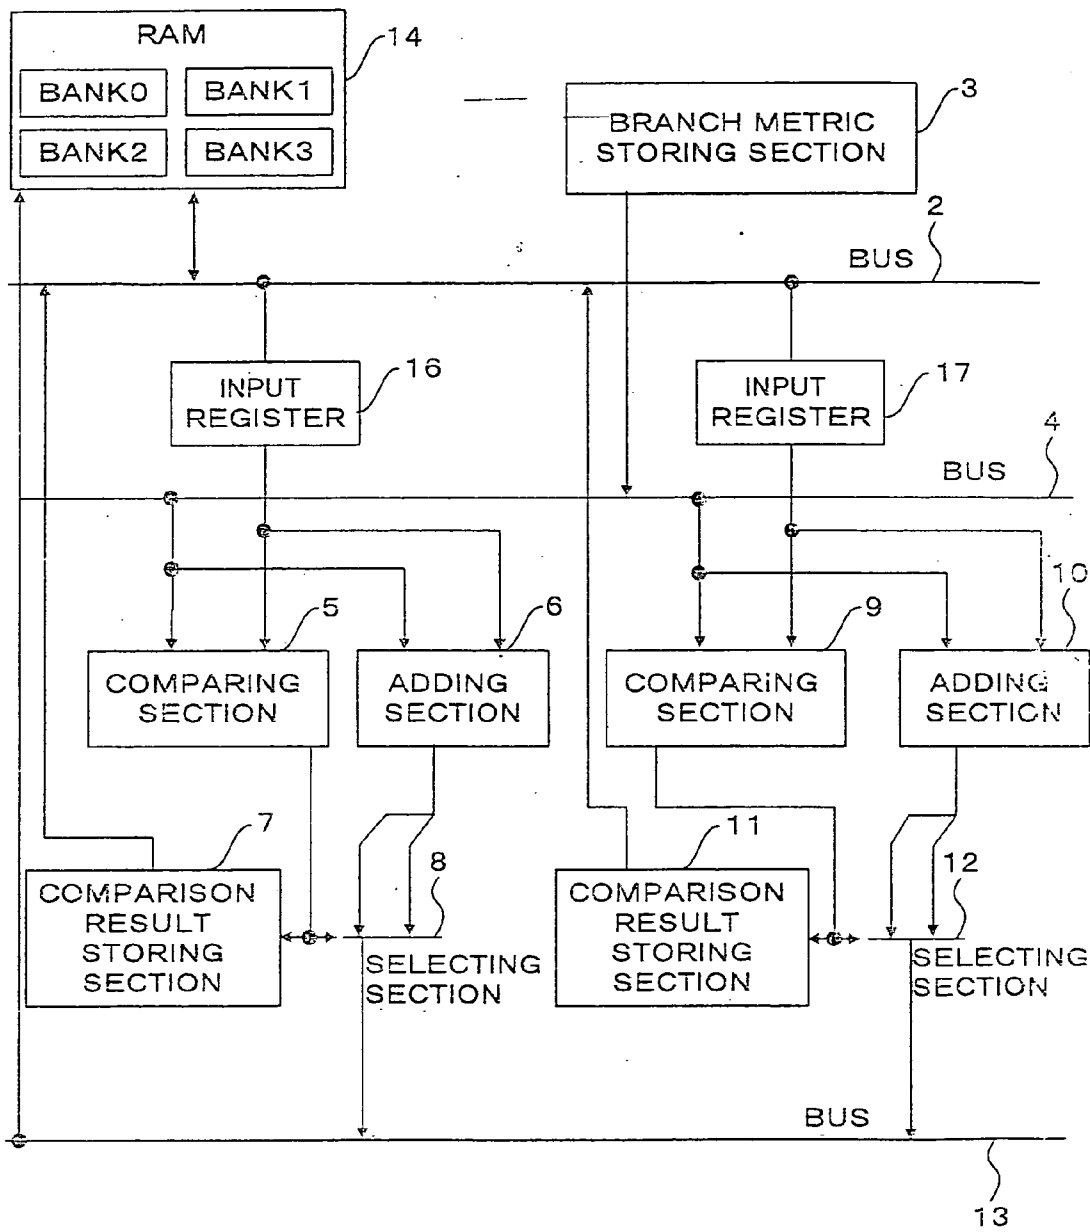 RAM
14
BANK0
BANK1
BANK2
BANK3
BRANCH METRIC
STORING SECTION
3
2
BUS
INPUT
REGISTER
16
INPUT
REGISTER
17
4
BUS
5
6
9
10
COMPARING
SECTION
ADDING
SECTION
COMPARING
SECTION
ADDING
SECTION
7
8
11
12
COMPARISON
RESULT
STORING
SECTION
SELECTING
SECTION
COMPARISON
RESULT
STORING
SECTION
SELECTING
SECTION
BUS
13